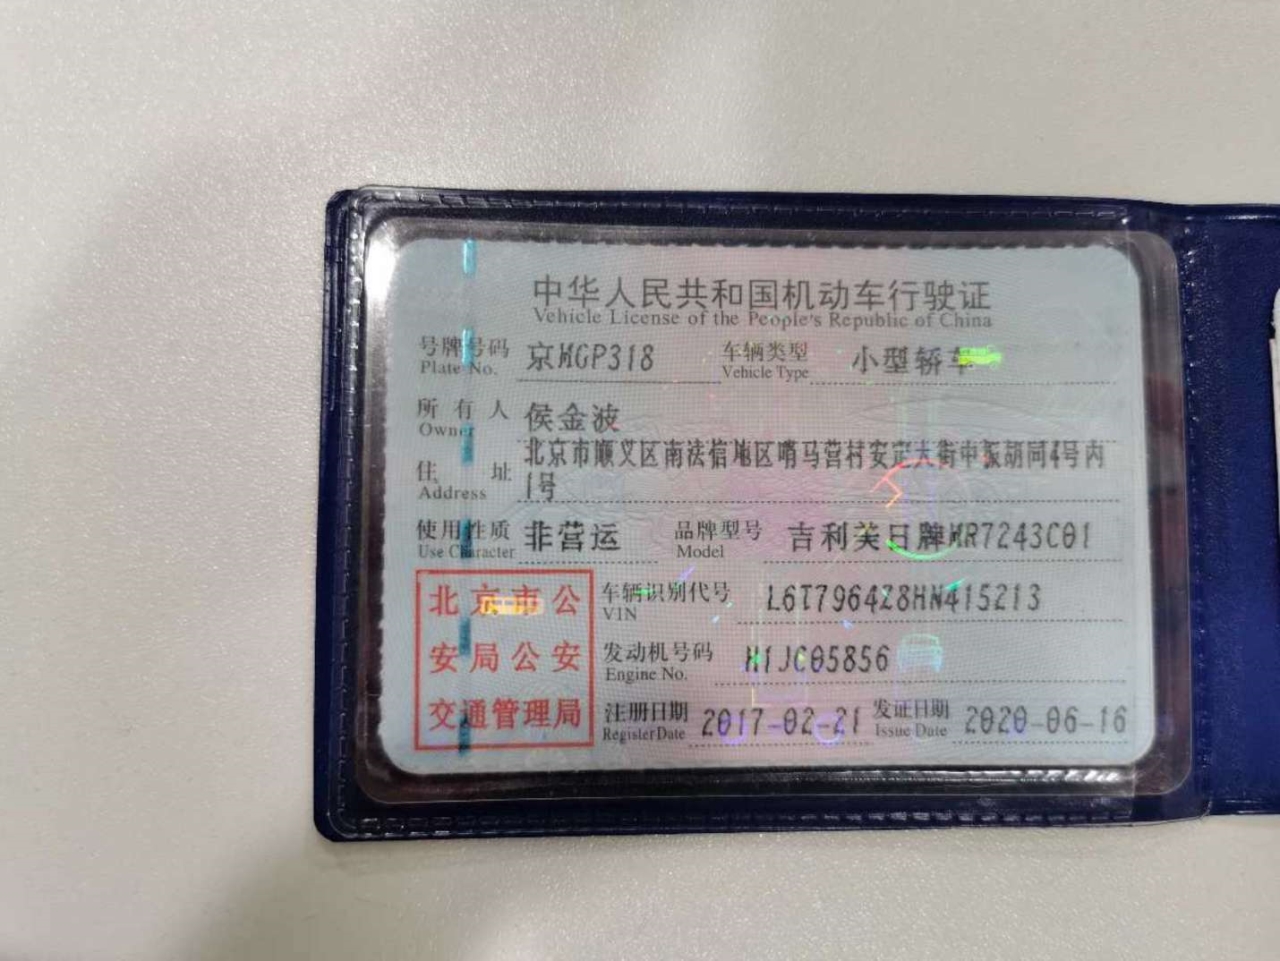 中华人民共和国机动车行驶证
Vehicle License of the People's Republic of China
号牌号码 京MGP318 车辆类型 小型轿车
Plate No. Vehicle Type
所有人 侯金波
Owner
住址 北京市顺义区南法信地区哨马营村安定大街中振胡同4号内
1号
Address
使用性质 非营运 品牌型号 吉利美日牌MR7243C01
Use Character Model
北京市公
安局公安
交通管理局
车辆识别代号 L6T7964Z8HN415213
VIN
发动机号码 H1JC05856
Engine No.
注册日期 2017-02-21 发证日期 2020-06-16
Register Date Issue Date